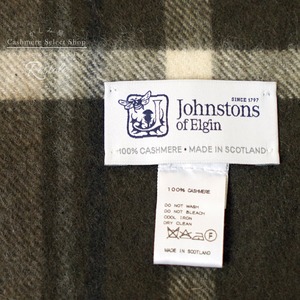 Cashmere Select Shop
SINCE 1797
Johnstons
of Elgin
100% CASHMERE • MADE IN SCOTLAND
100% CASHMERE
DO NOT WASH
DO NOT BLEACH
COOL IRON
DRY CLEAN
F
MADE IN SCOTLAND